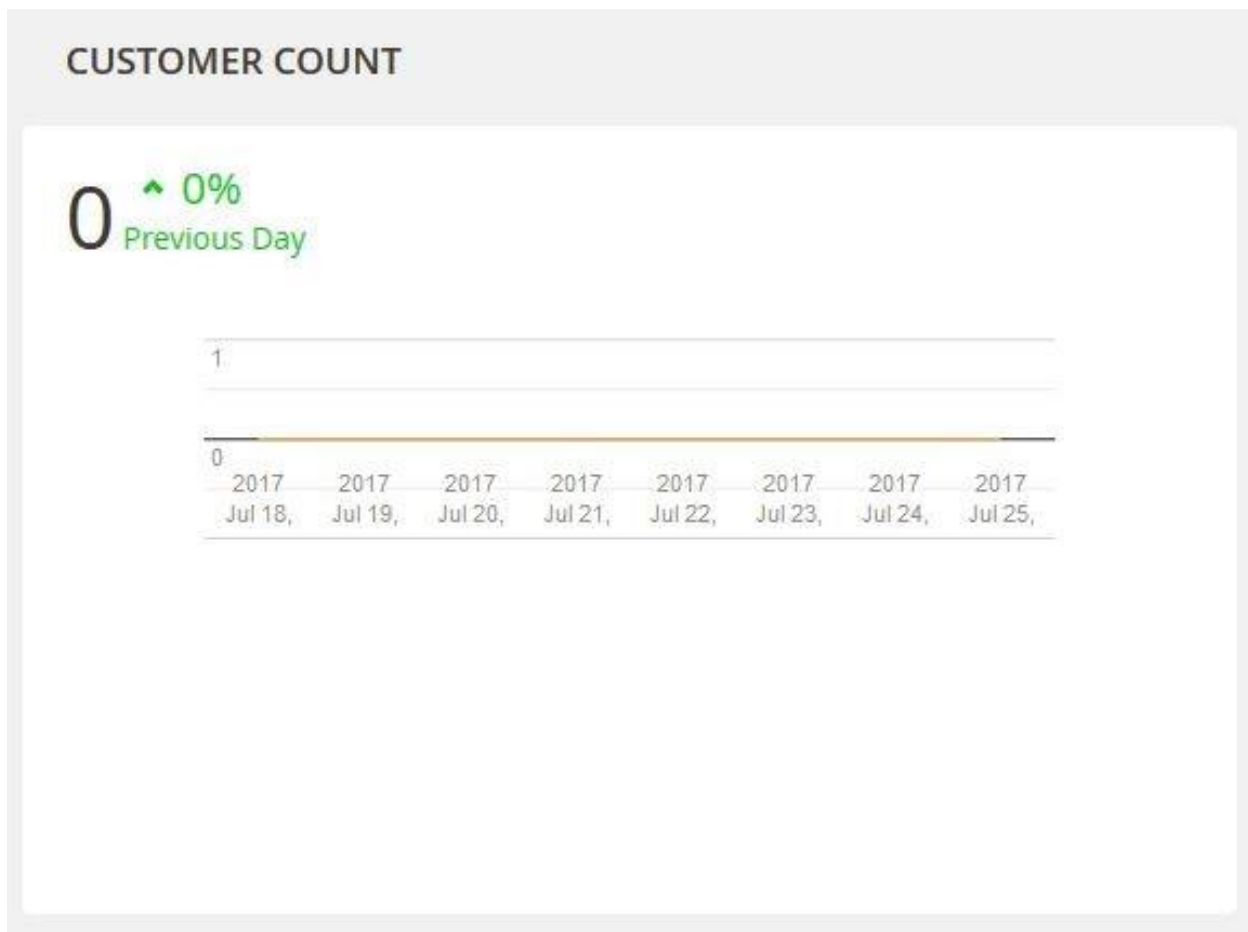 CUSTOMER COUNT
0
0%
Previous Day
1
0
2017 2017 2017 2017 2017 2017 2017 2017
Jul 18, Jul 19, Jul 20, Jul 21, Jul 22, Jul 23, Jul 24, Jul 25,